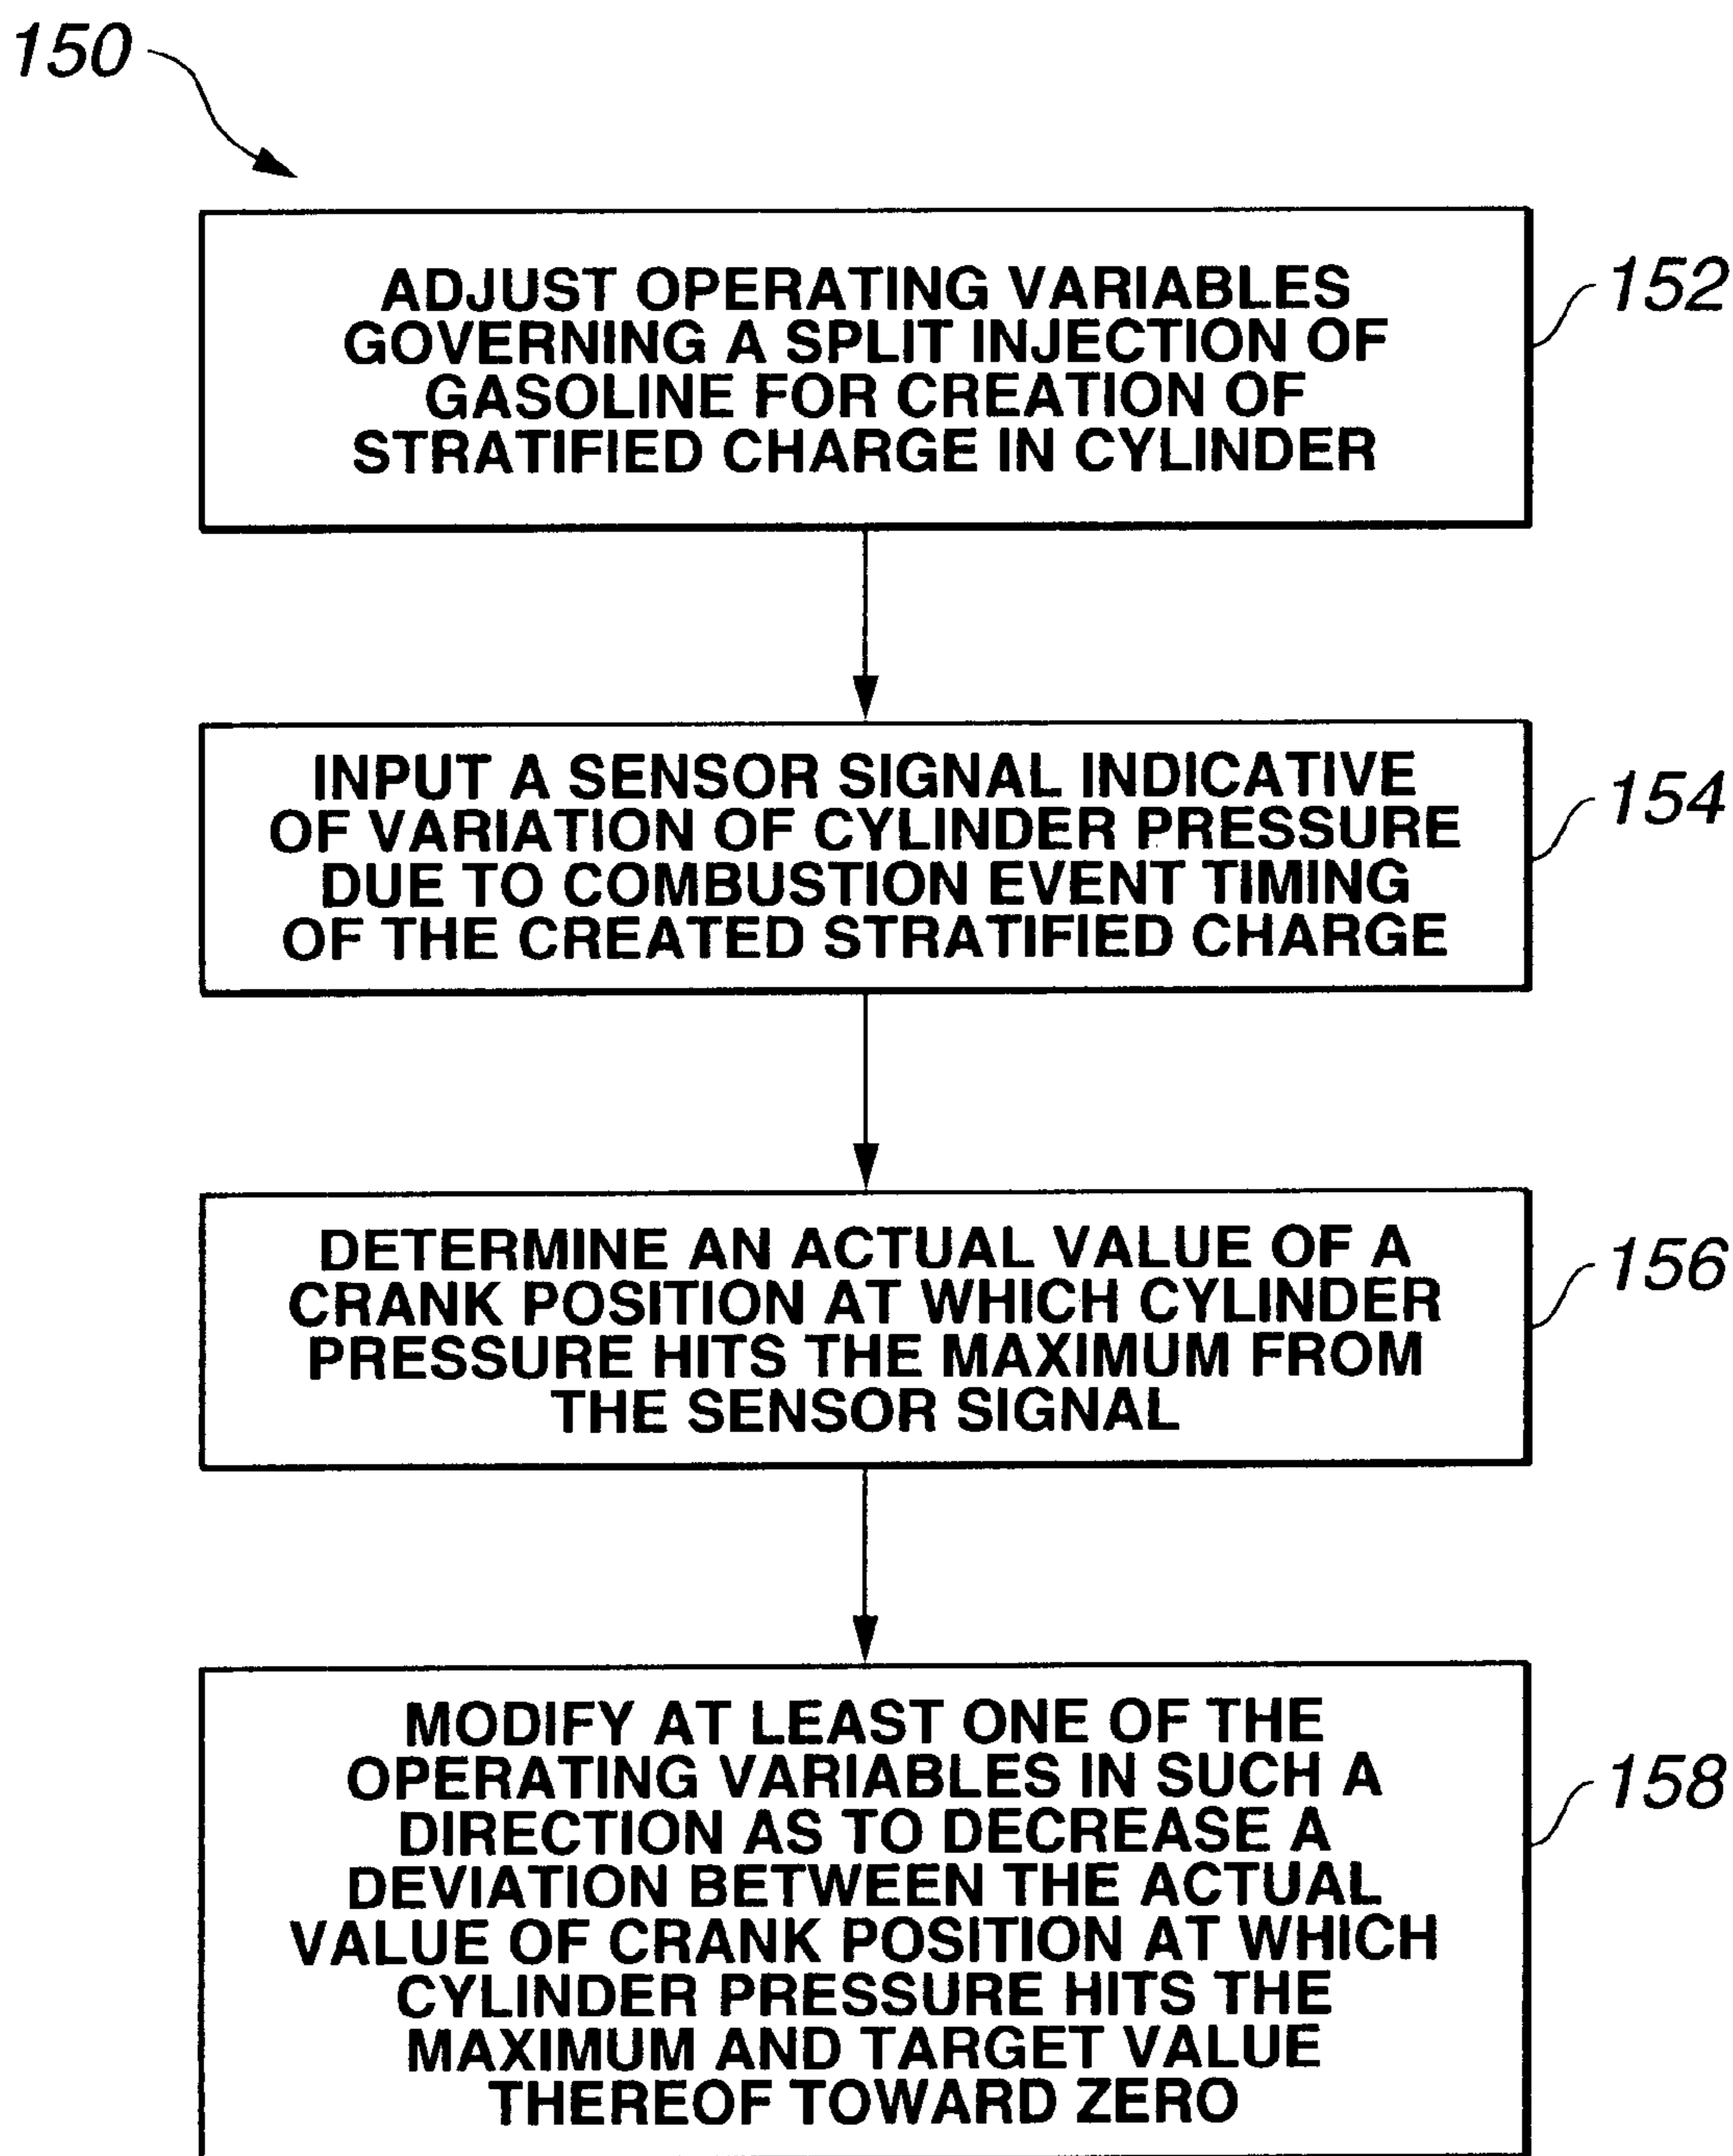 150
ADJUST OPERATING VARIABLES
GOVERNING A SPLIT INJECTION OF
GASOLINE FOR CREATION OF
STRATIFIED CHARGE IN CYLINDER
152
INPUT A SENSOR SIGNAL INDICATIVE
OF VARIATION OF CYLINDER PRESSURE
DUE TO COMBUSTION EVENT TIMING
OF THE CREATED STRATIFIED CHARGE
154
DETERMINE AN ACTUAL VALUE OF A
CRANK POSITION AT WHICH CYLINDER
PRESSURE HITS THE MAXIMUM FROM
THE SENSOR SIGNAL
156
MODIFY AT LEAST ONE OF THE
OPERATING VARIABLES IN SUCH A
DIRECTION AS TO DECREASE A
DEVIATION BETWEEN THE ACTUAL
VALUE OF CRANK POSITION AT WHICH
CYLINDER PRESSURE HITS THE
MAXIMUM AND TARGET VALUE
THEREOF TOWARD ZERO
158